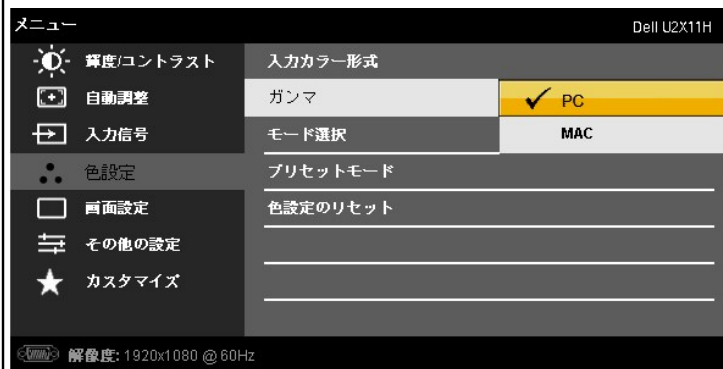 メニュー
Dell U2X11H
輝度/コントラスト
自動調整
入力信号
色設定
画面設定
その他の設定
カスタマイズ
入力カラー形式
ガンマ
モード選択
プリセットモード
色設定のリセット
PC
MAC
解像度: 1920x1080 @ 60Hz